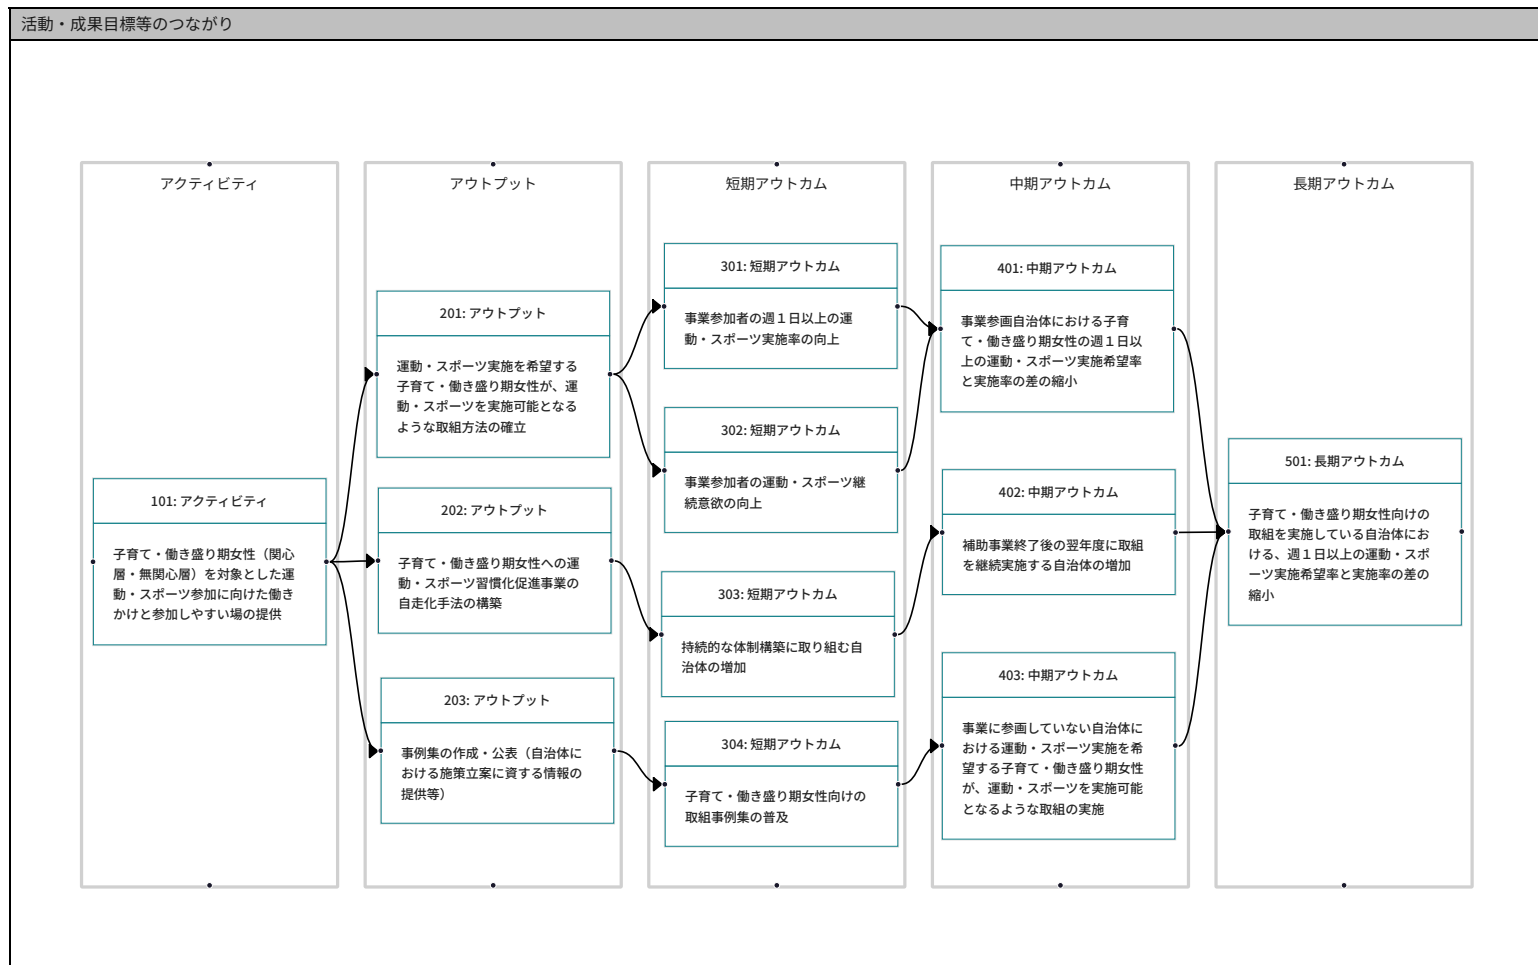 活動・成果目標等のつながり
アクティビティ
101: アクティビティ
子育て・働き盛り期女性（関心
層・無関心層）を対象とした運
動・スポーツ参加に向けた働き
かけと参加しやすい場の提供
アウトプット
201: アウトプット
運動・スポーツ実施を希望する
子育て・働き盛り期女性が、運
動・スポーツを実施可能となる
ような取組方法の確立
202: アウトプット
子育て・働き盛り期女性への運
動・スポーツ習慣化促進事業の
自走化手法の構築
203: アウトプット
事例集の作成・公表（自治体に
おける施策立案に資する情報の
提供等）
短期アウトカム
301: 短期アウトカム
事業参加者の週１日以上の運
動・スポーツ実施率の向上
302: 短期アウトカム
事業参加者の運動・スポーツ継
続意欲の向上
303: 短期アウトカム
持続的な体制構築に取り組む自
治体の増加
304: 短期アウトカム
子育て・働き盛り期女性向けの
取組事例集の普及
中期アウトカム
401: 中期アウトカム
事業参画自治体における子育
て・働き盛り期女性の週１日以
上の運動・スポーツ実施希望率
と実施率の差の縮小
402: 中期アウトカム
補助事業終了後の翌年度に取組
を継続実施する自治体の増加
403: 中期アウトカム
事業に参画していない自治体に
おける運動・スポーツ実施を希
望する子育て・働き盛り期女性
が、運動・スポーツを実施可能
となるような取組の実施
長期アウトカム
501: 長期アウトカム
子育て・働き盛り期女性向けの
取組を実施している自治体にお
ける、週１日以上の運動・スポ
ーツ実施希望率と実施率の差の
縮小